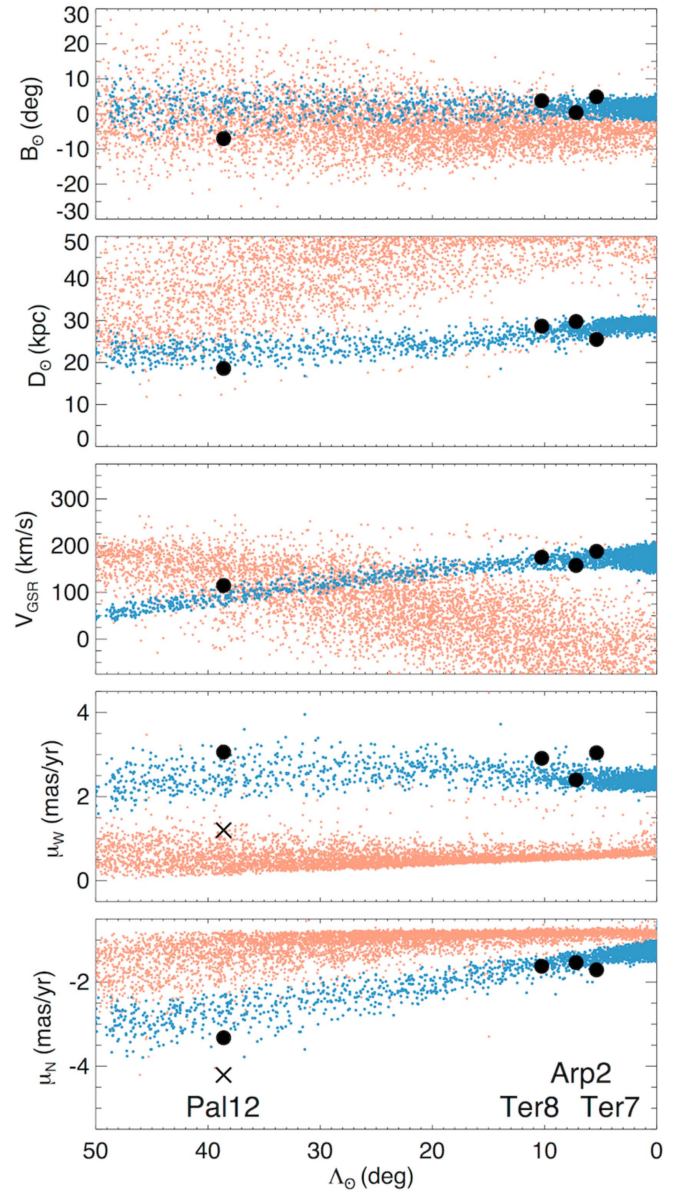 30
20
10
0
-10
-20
-30
B⊙ (deg)
50
40
30
20
10
0
D⊙ (kpc)
300
200
100
0
VGSR (km/s)
4
2
0
μW (mas/yr)
-2
-4
μN (mas/yr)
Arp2
Pal12 Ter8 Ter7
50 40 30 20 10 0
Λ⊙ (deg)